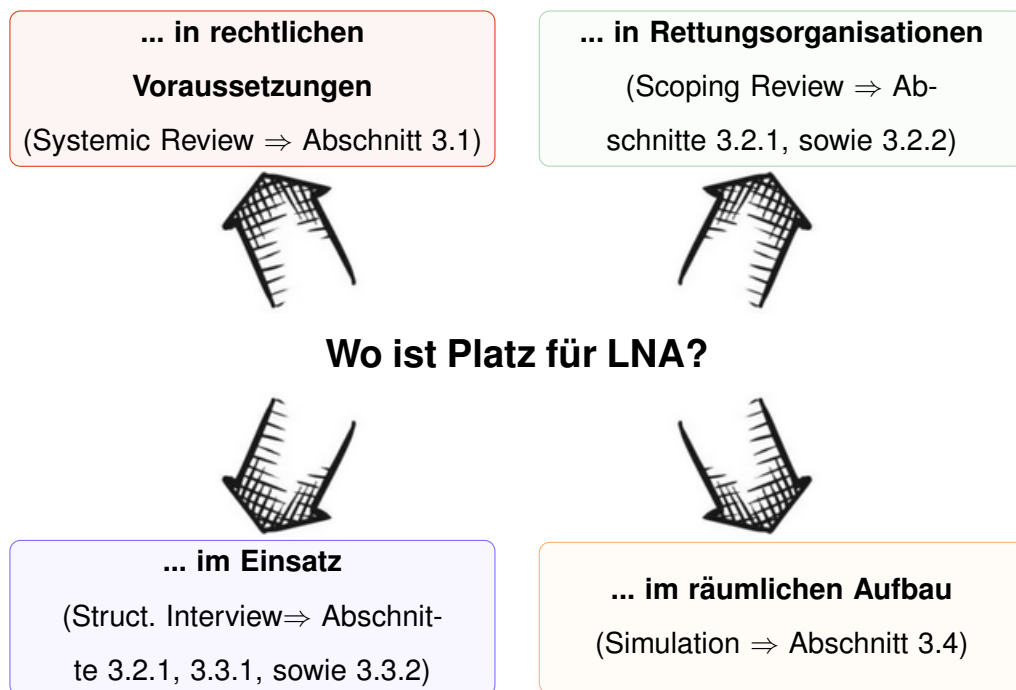 ... in rechtlichen
Voraussetzungen
(Systemic Review ⇒ Abschnitt 3.1)
... in Rettungsorganisationen
(Scoping Review ⇒ Ab-
schnitte 3.2.1, sowie 3.2.2)
Wo ist Platz für LNA?
... im Einsatz
(Struct. Interview⇒ Abschnit-
te 3.2.1, 3.3.1, sowie 3.3.2)
... im räumlichen Aufbau
(Simulation ⇒ Abschnitt 3.4)